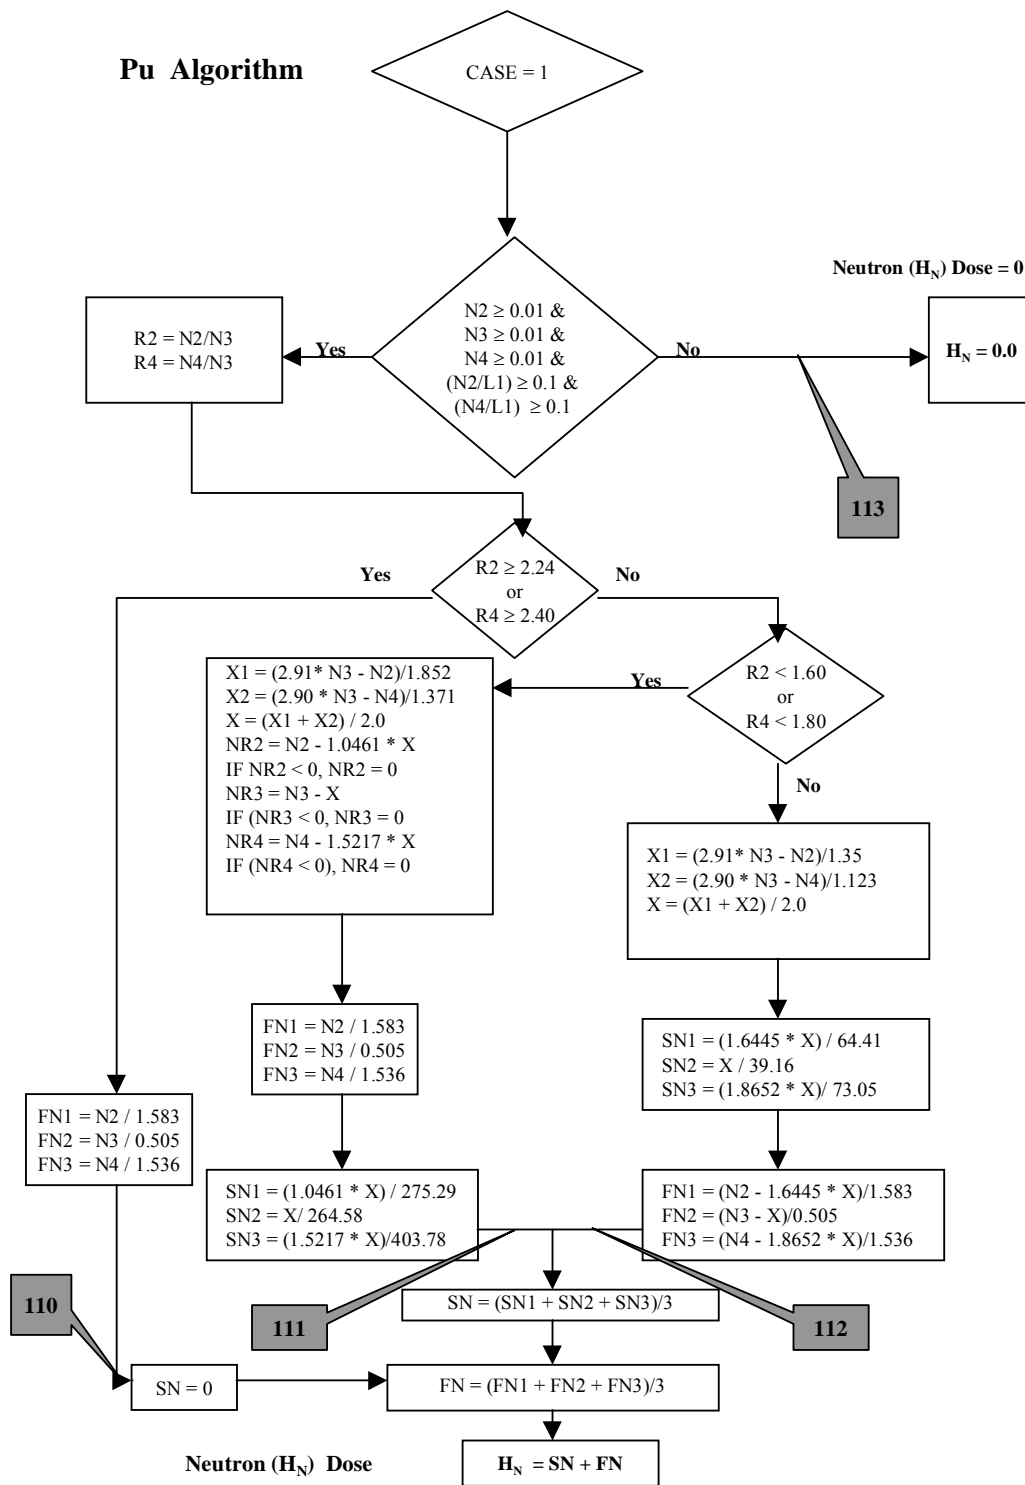 Pu Algorithm
CASE = 1
Neutron (HN) Dose = 0
N2 ≥ 0.01 &
N3 ≥ 0.01 &
N4 ≥ 0.01 &
(N2/L1) ≥ 0.1 &
(N4/L1) ≥ 0.1
Yes
No
R2 = N2/N3
R4 = N4/N3
HN = 0.0
113
R2 ≥ 2.24
or
R4 ≥ 2.40
Yes
No
R2 < 1.60
or
R4 < 1.80
Yes
No
X1 = (2.91* N3 - N2)/1.852
X2 = (2.90 * N3 - N4)/1.371
X = (X1 + X2) / 2.0
NR2 = N2 - 1.0461 * X
IF NR2 < 0, NR2 = 0
NR3 = N3 - X
IF (NR3 < 0, NR3 = 0
NR4 = N4 - 1.5217 * X
IF (NR4 < 0), NR4 = 0
X1 = (2.91* N3 - N2)/1.35
X2 = (2.90 * N3 - N4)/1.123
X = (X1 + X2) / 2.0
FN1 = N2 / 1.583
FN2 = N3 / 0.505
FN3 = N4 / 1.536
SN1 = (1.6445 * X) / 64.41
SN2 = X / 39.16
SN3 = (1.8652 * X)/ 73.05
FN1 = N2 / 1.583
FN2 = N3 / 0.505
FN3 = N4 / 1.536
SN1 = (1.0461 * X) / 275.29
SN2 = X/ 264.58
SN3 = (1.5217 * X)/403.78
FN1 = (N2 - 1.6445 * X)/1.583
FN2 = (N3 - X)/0.505
FN3 = (N4 - 1.8652 * X)/1.536
110
111
112
SN = (SN1 + SN2 + SN3)/3
SN = 0
FN = (FN1 + FN2 + FN3)/3
Neutron (HN) Dose
HN = SN + FN